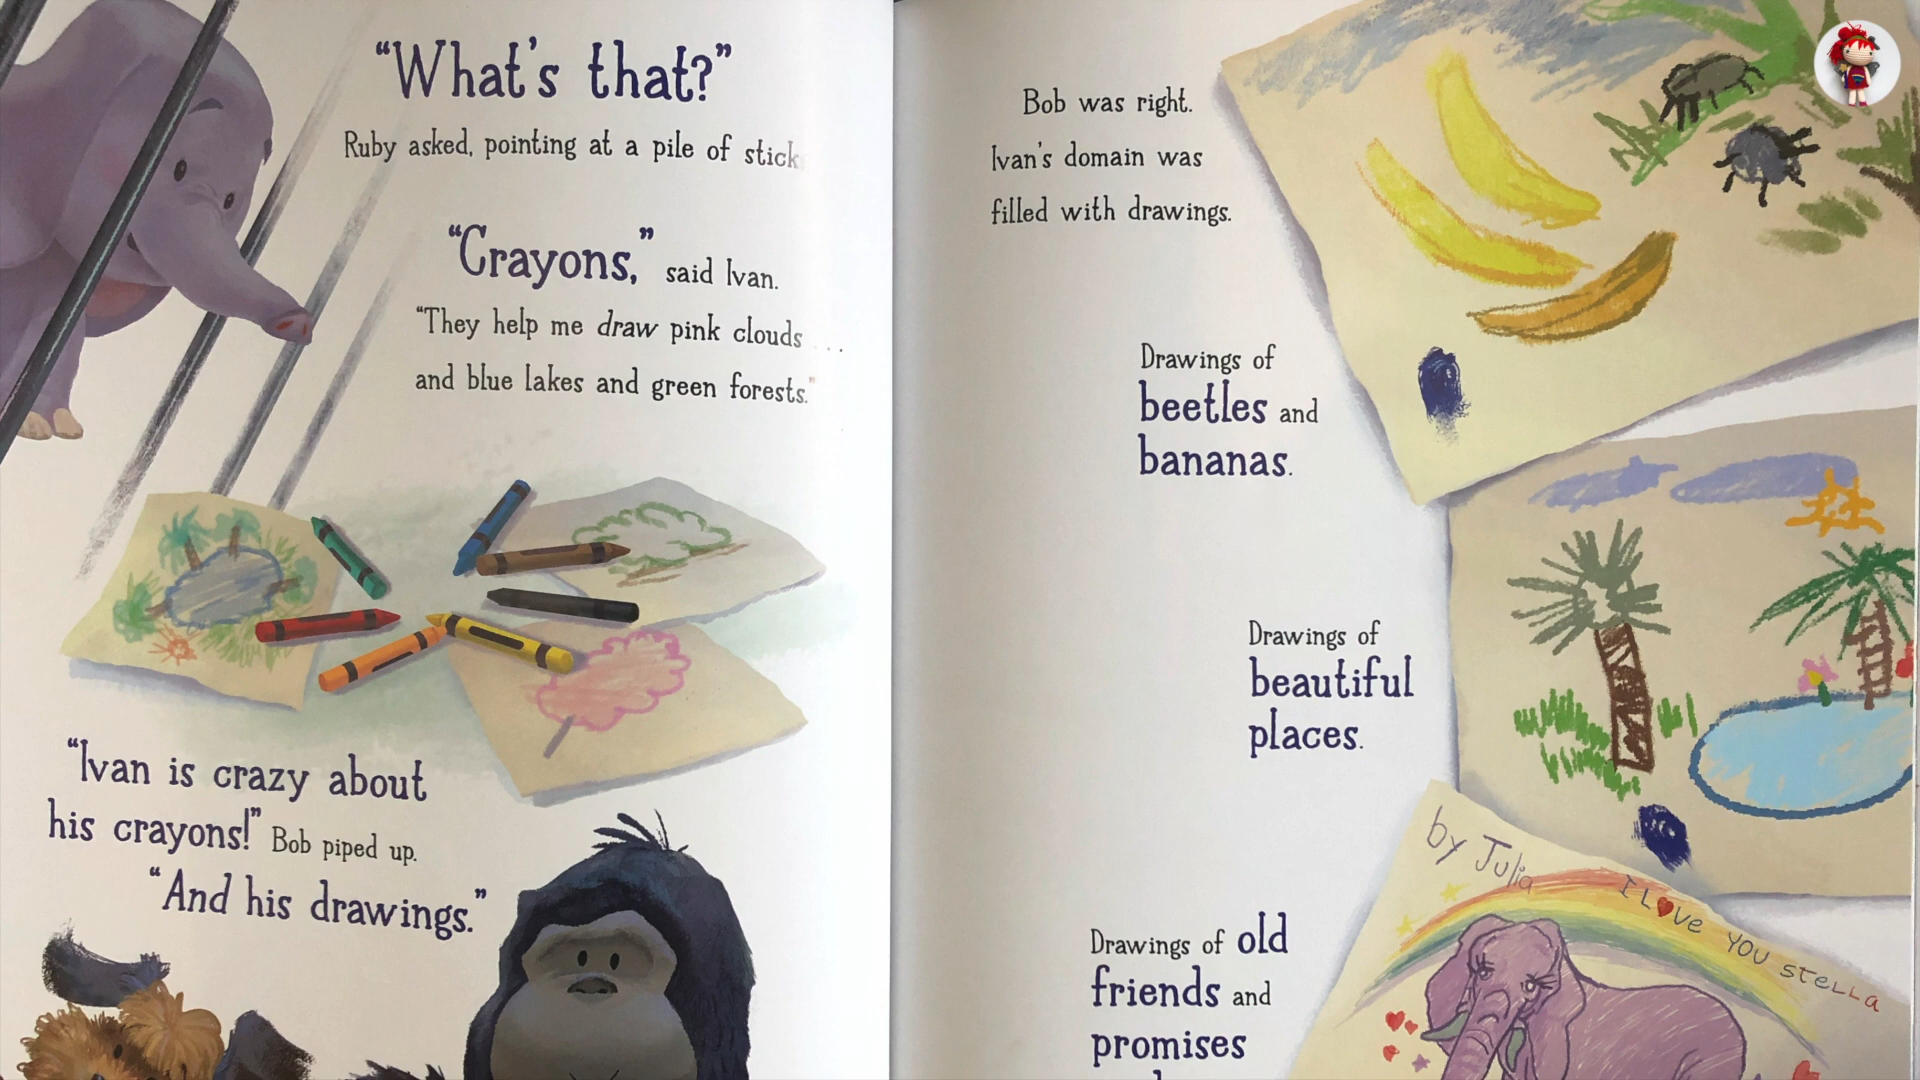 “What’s that?”
Ruby asked, pointing at a pile of stick
“Crayons,” said Ivan.
“They help me draw pink clouds . . .
and blue lakes and green forests.”
“Ivan is crazy about
his crayons!” Bob piped up.
“And his drawings.”
Bob was right.
Ivan’s domain was
filled with drawings.
Drawings of
beetles and
bananas.
Drawings of
beautiful
places.
by Julia
I LOVE YOU STELLA
Drawings of old
friends and
promises